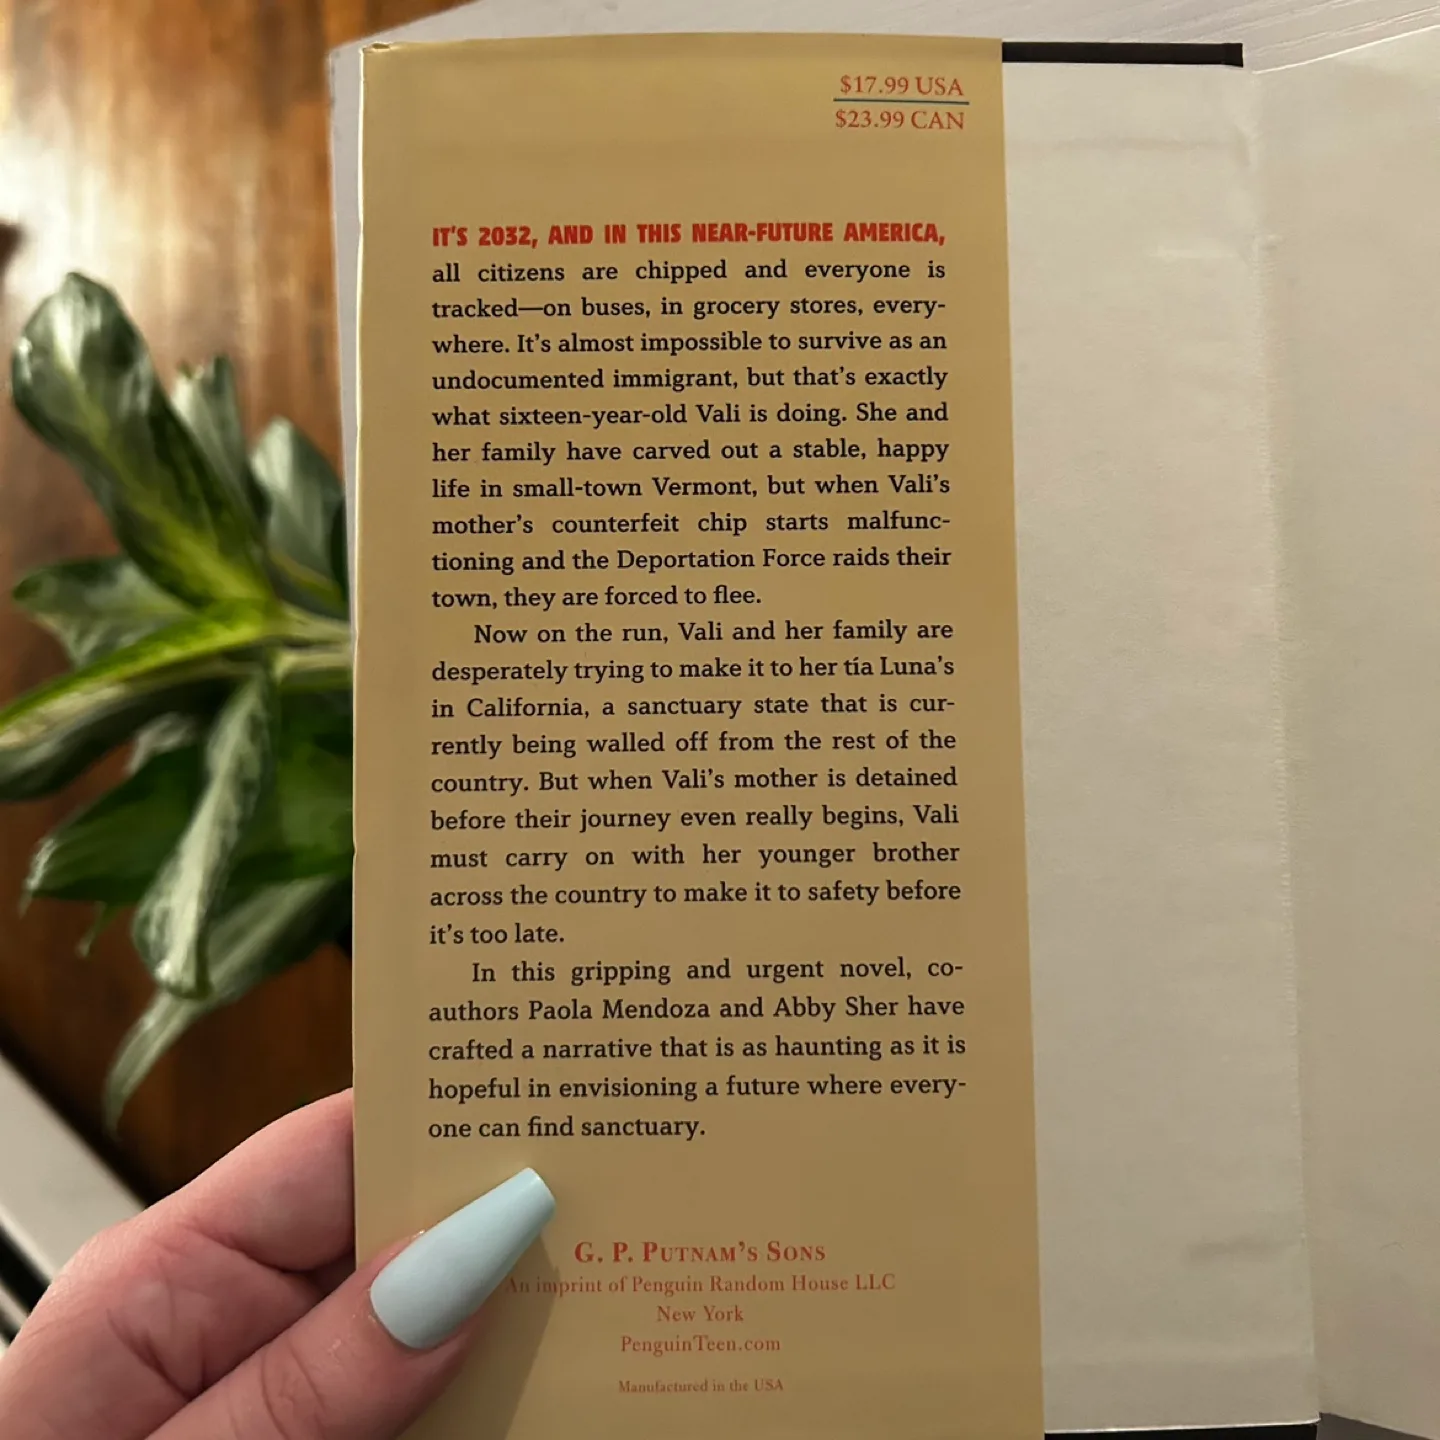 $17.99 USA
$23.99 CAN
IT'S 2032, AND IN THIS NEAR-FUTURE AMERICA,
all citizens are chipped and everyone is
tracked—on buses, in grocery stores, every-
where. It's almost impossible to survive as an
undocumented immigrant, but that's exactly
what sixteen-year-old Vali is doing. She and
her family have carved out a stable, happy
life in small-town Vermont, but when Vali's
mother's counterfeit chip starts malfunc-
tioning and the Deportation Force raids their
town, they are forced to flee.
Now on the run, Vali and her family are
desperately trying to make it to her tía Luna's
in California, a sanctuary state that is cur-
rently being walled off from the rest of the
country. But when Vali's mother is detained
before their journey even really begins, Vali
must carry on with her younger brother
across the country to make it to safety before
it's too late.
In this gripping and urgent novel, co-
authors Paola Mendoza and Abby Sher have
crafted a narrative that is as haunting as it is
hopeful in envisioning a future where every-
one can find sanctuary.
G. P. PUTNAM'S SONS
An imprint of Penguin Random House LLC
New York
PenguinTeen.com
Manufactured in the USA